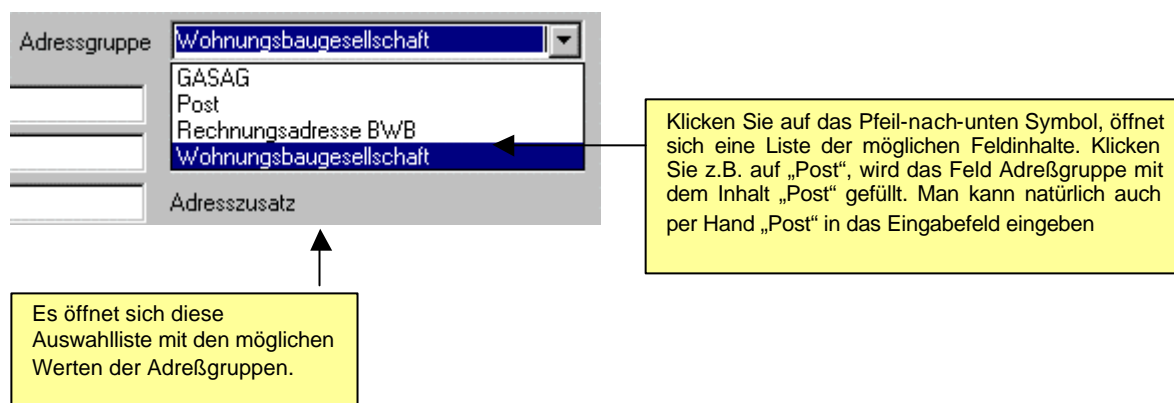 Adressgruppe Wohnungsbaugesellschaft
GASAG
Post
Rechnungsadresse BWB
Wohnungsbaugesellschaft
Adresszusatz
Klicken Sie auf das Pfeil-nach-unten Symbol, öffnet
sich eine Liste der möglichen Feldinhalte. Klicken
Sie z.B. auf „Post“, wird das Feld Adreßgruppe mit
dem Inhalt „Post“ gefüllt. Man kann natürlich auch
per Hand „Post“ in das Eingabefeld eingeben
Es öffnet sich diese
Auswahlliste mit den möglichen
Werten der Adreßgruppen.